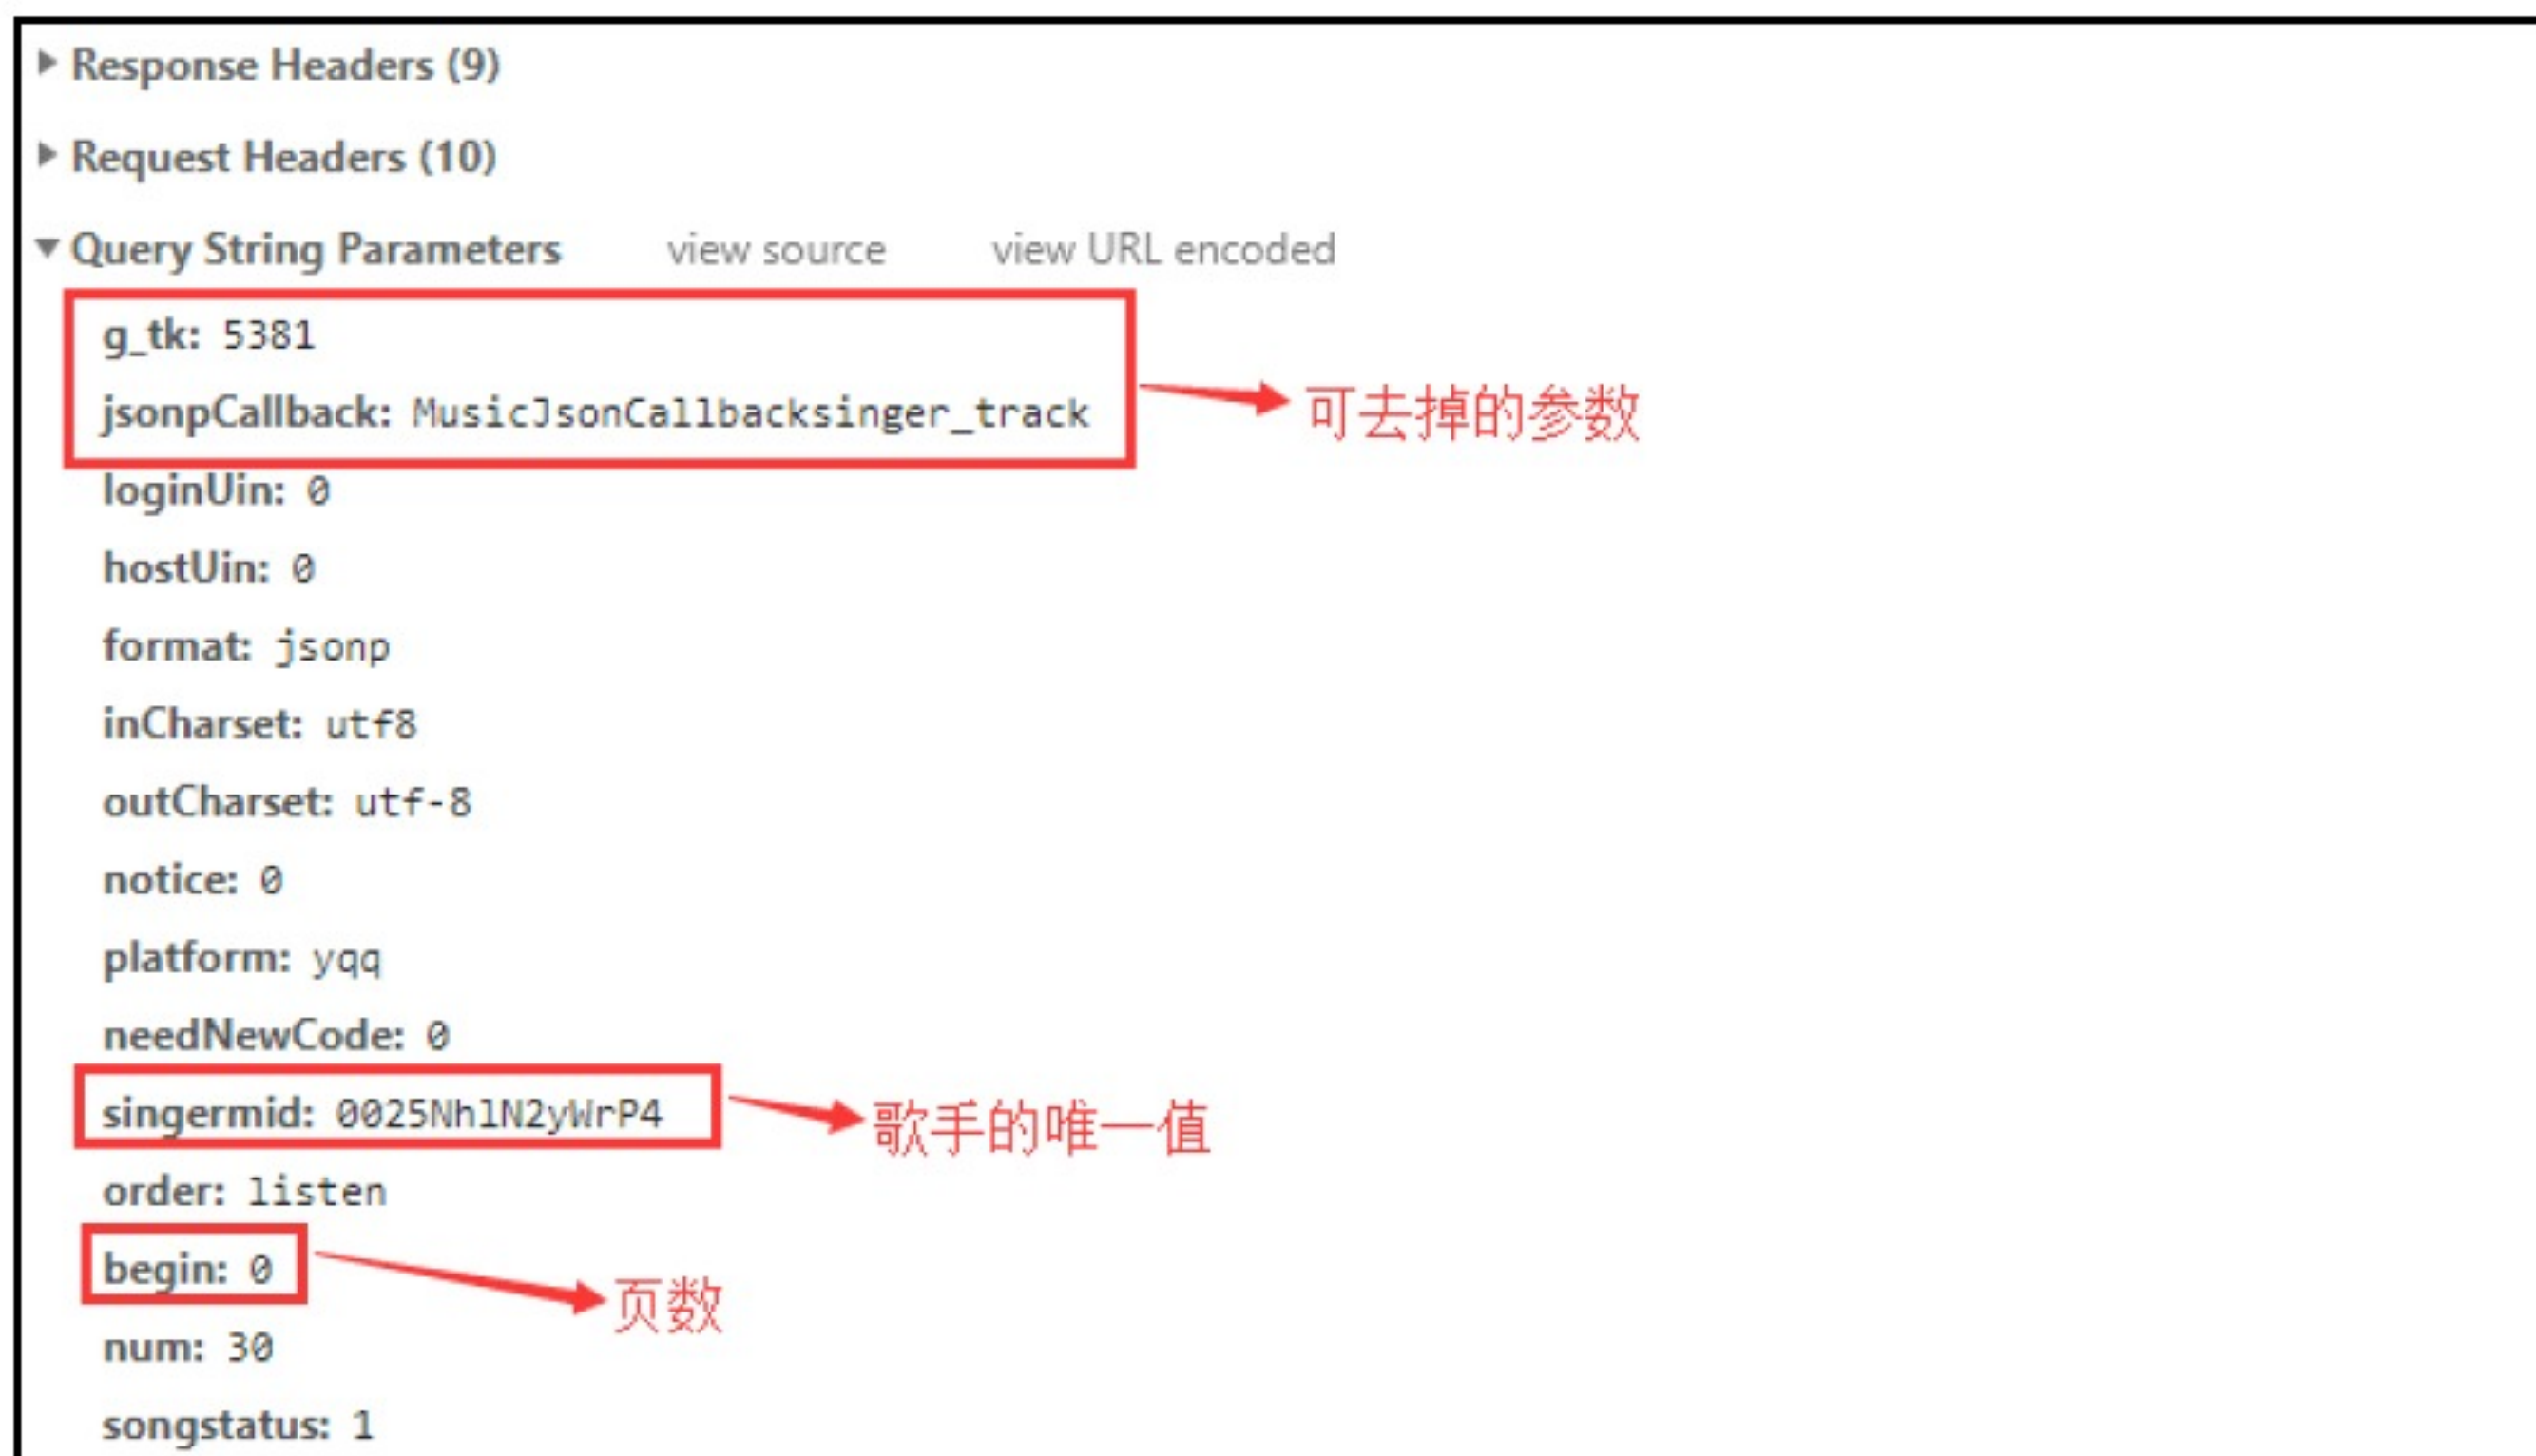 Response Headers (9)
Request Headers (10)
Query String Parameters view source view URL encoded
g_tk: 5381
jsonpCallback: MusicJsonCallbacksinger_track
可去掉的参数
loginUin: 0
hostUin: 0
format: jsonp
inCharset: utf8
outCharset: utf-8
notice: 0
platform: yqq
needNewCode: 0
singermid: 0025NhlN2yWrP4
歌手的唯一值
order: listen
begin: 0
页数
num: 30
songstatus: 1